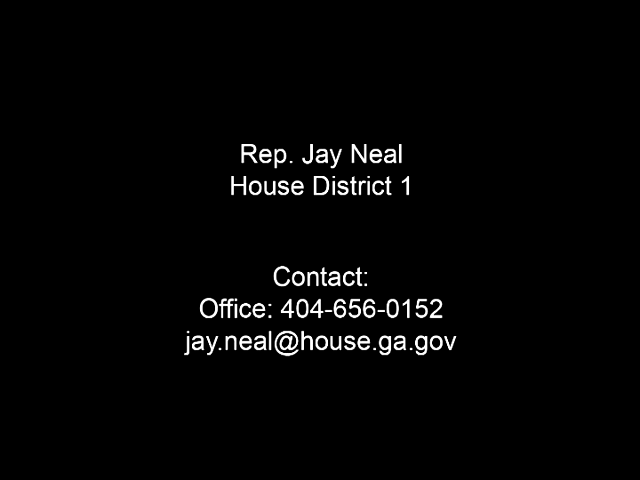 Rep. Jay Neal
House District 1
Contact:
Office: 404-656-0152
jay.neal@house.ga.gov